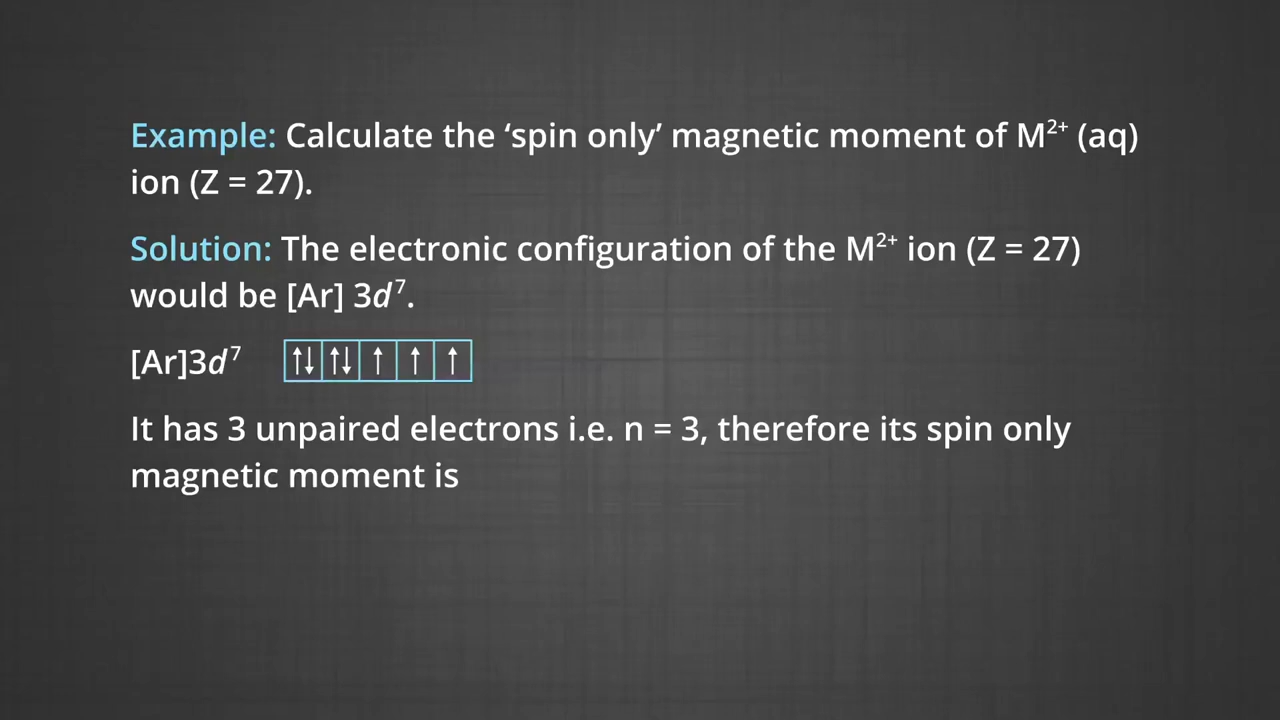 Example: Calculate the ‘spin only’ magnetic moment of M²⁺ (aq)
ion (Z = 27).
Solution: The electronic configuration of the M²⁺ ion (Z = 27)
would be [Ar] 3d⁷.
[Ar]3d⁷ ↑↓ ↑↓ ↑ ↑ ↑
It has 3 unpaired electrons i.e. n = 3, therefore its spin only
magnetic moment is